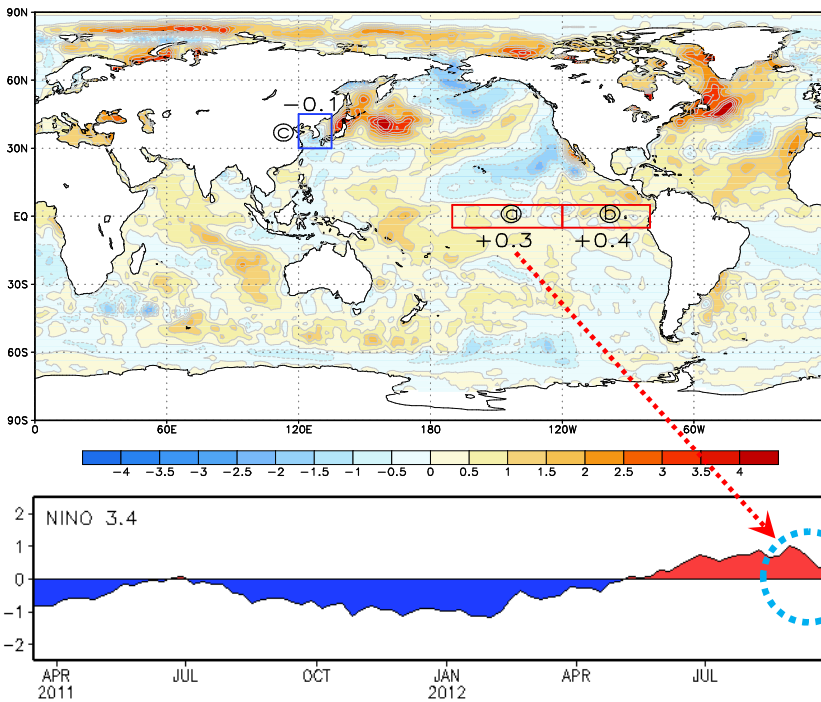 90N
60N
30N
EQ
30S
60S
90S
-0.1
ⓒ
ⓐ ⓑ
+0.3 +0.4
0 60E 120E 180 120W 60W
-4 -3.5 -3 -2.5 -2 -1.5 -1 -0.5 0 0.5 1 1.5 2 2.5 3 3.5 4
NINO 3.4
2
1
0
-1
-2
APR JUL OCT JAN APR JUL
2011 2012